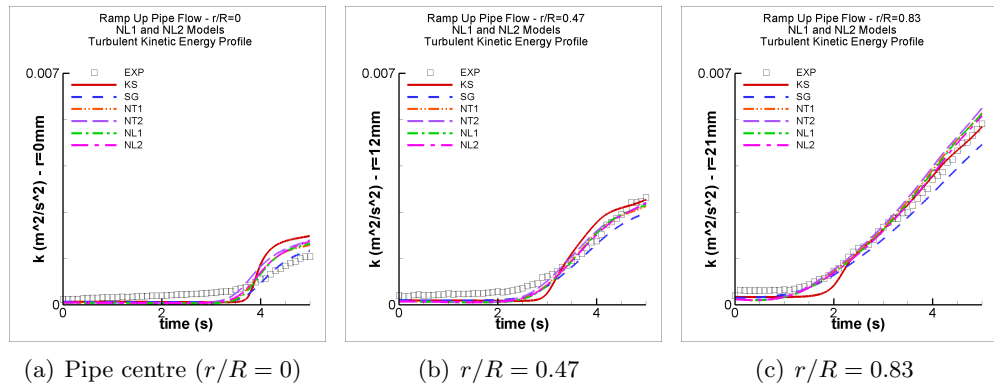 Ramp Up Pipe Flow - r/R=0
NL1 and NL2 Models
Turbulent Kinetic Energy Profile
0.007
EXP
KS
SG
NT1
NT2
NL1
NL2
k (m^2/s^2) - r=0mm
0
0 2 4
time (s)
Ramp Up Pipe Flow - r/R=0.47
NL1 and NL2 Models
Turbulent Kinetic Energy Profile
0.007
EXP
KS
SG
NT1
NT2
NL1
NL2
k (m^2/s^2) - r=12mm
0
0 2 4
time (s)
Ramp Up Pipe Flow - r/R=0.83
NL1 and NL2 Models
Turbulent Kinetic Energy Profile
0.007
EXP
KS
SG
NT1
NT2
NL1
NL2
k (m^2/s^2) - r=21mm
0
0 2 4
time (s)
(a) Pipe centre (r/R = 0)
(b) r/R = 0.47
(c) r/R = 0.83